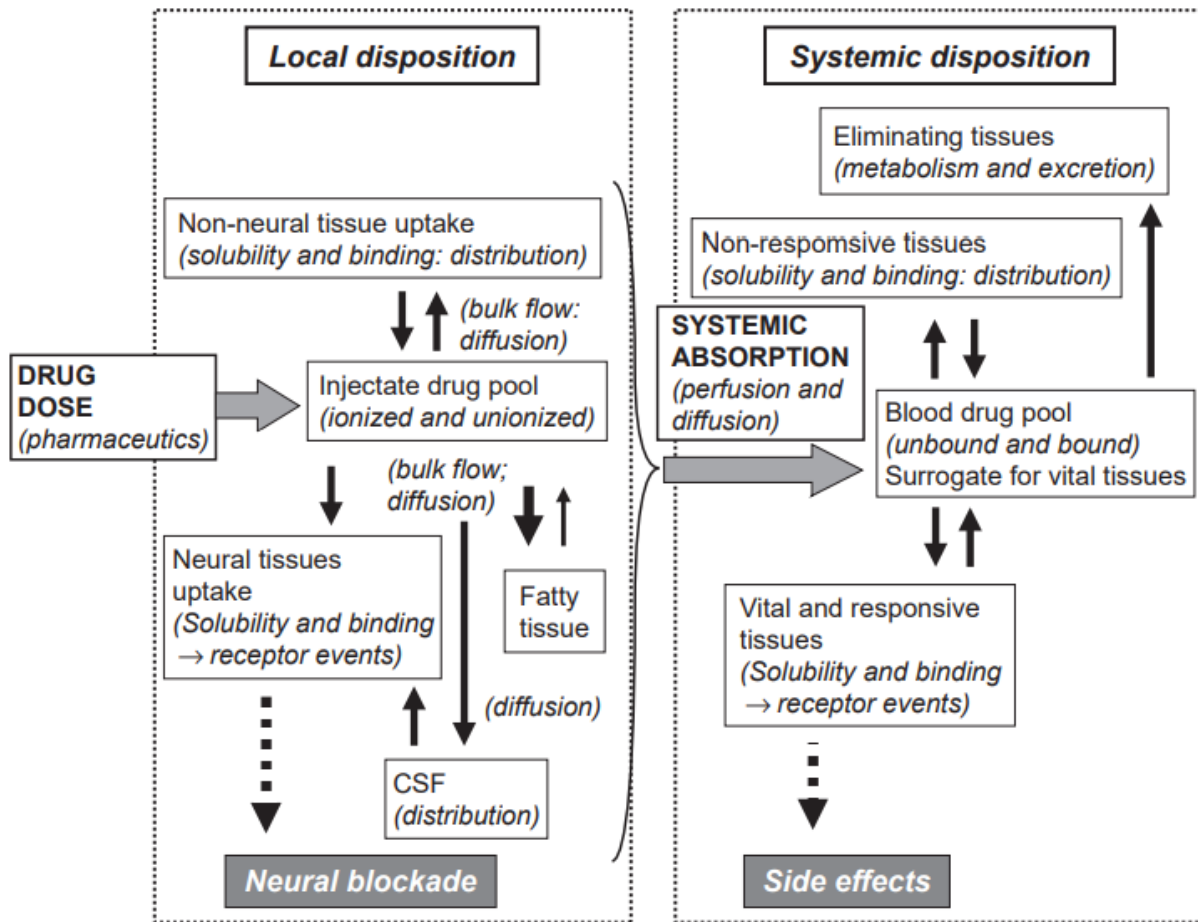 Local disposition
Non-neural tissue uptake
(solubility and binding: distribution)
(bulk flow:
diffusion)
DRUG
DOSE
(pharmaceutics)
Injectate drug pool
(ionized and unionized)
(bulk flow;
diffusion)
Neural tissues
uptake
(Solubility and binding
→ receptor events)
Fatty
tissue
(diffusion)
CSF
(distribution)
Neural blockade
SYSTEMIC
ABSORPTION
(perfusion and
diffusion)
Systemic disposition
Eliminating tissues
(metabolism and excretion)
Non-respomsive tissues
(solubility and binding: distribution)
Blood drug pool
(unbound and bound)
Surrogate for vital tissues
Vital and responsive
tissues
(Solubility and binding
→ receptor events)
Side effects